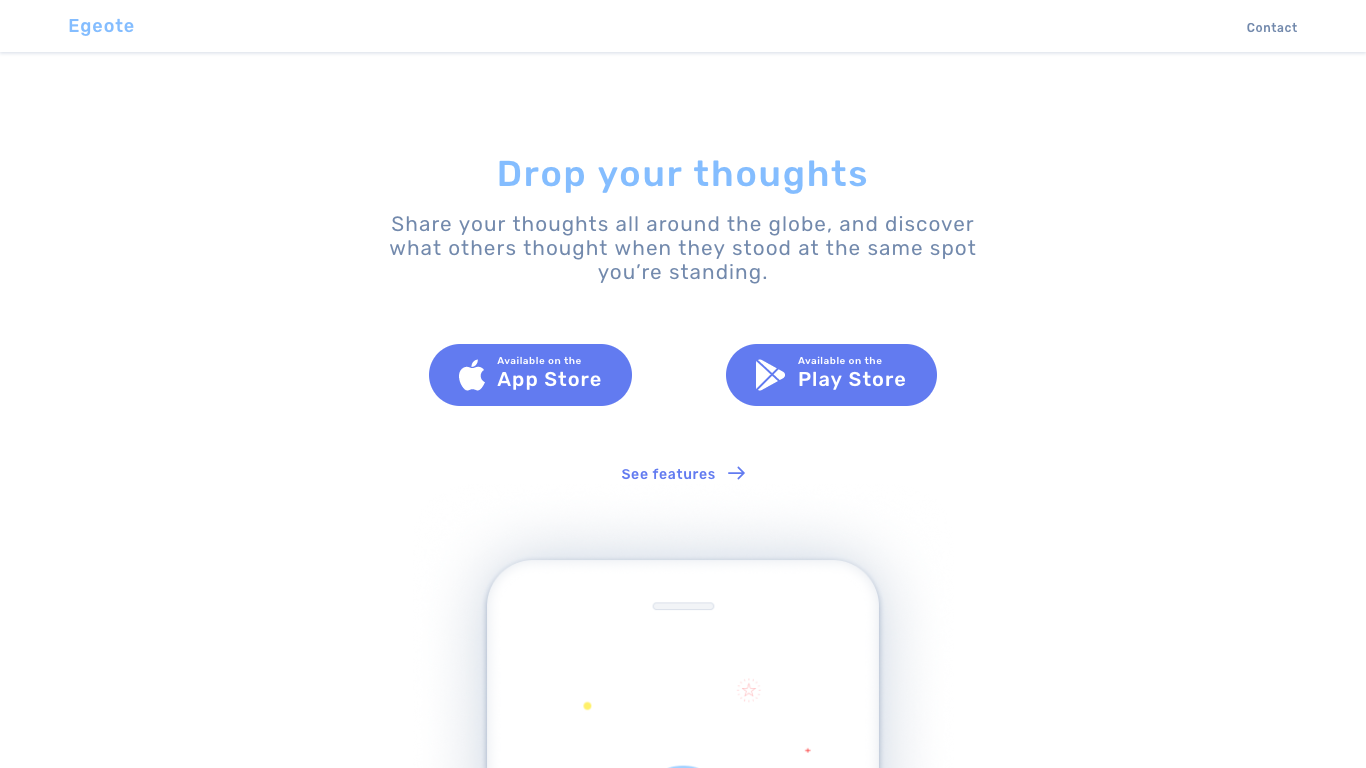 Egeote
Contact
Drop your thoughts
Share your thoughts all around the globe, and discover
what others thought when they stood at the same spot
you’re standing.
Available on the
App Store
Available on the
Play Store
See features